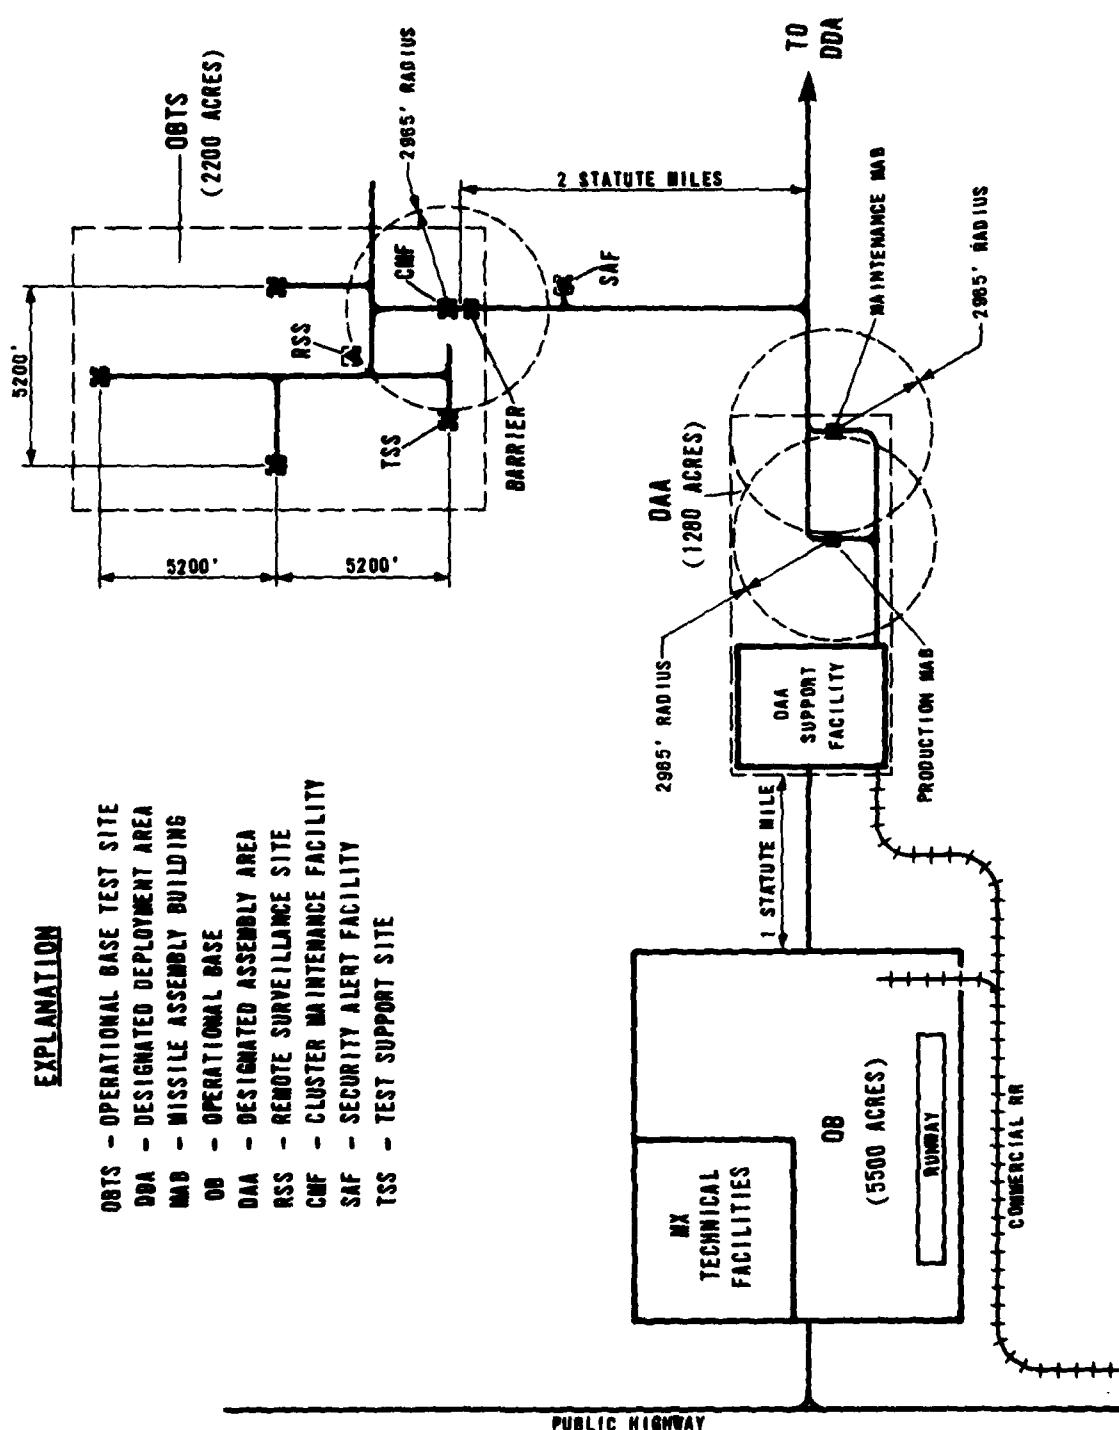 EXPLANATION
OBTS - OPERATIONAL BASE TEST SITE
DDA - DESIGNATED DEPLOYMENT AREA
MAB - MISSILE ASSEMBLY BUILDING
OB - OPERATIONAL BASE
DAA - DESIGNATED ASSEMBLY AREA
RSS - REMOTE SURVEILLANCE SITE
CMF - CLUSTER MAINTENANCE FACILITY
SAF - SECURITY ALERT FACILITY
TSS - TEST SUPPORT SITE
OBTS
(2200 ACRES)
2965' RADIUS
5200'
5200'
5200'
RSS
CMF
TSS
BARRIER
SAF
2 STATUTE MILES
TO
DDA
MAINTENANCE MAB
2965' RADIUS
DAA
(1280 ACRES)
2965' RADIUS
PRODUCTION MAB
DAA
SUPPORT
FACILITY
1 STATUTE MILE
MX
TECHNICAL
FACILITIES
OB
(5500 ACRES)
RUNWAY
COMMERCIAL RR
PUBLIC HIGHWAY